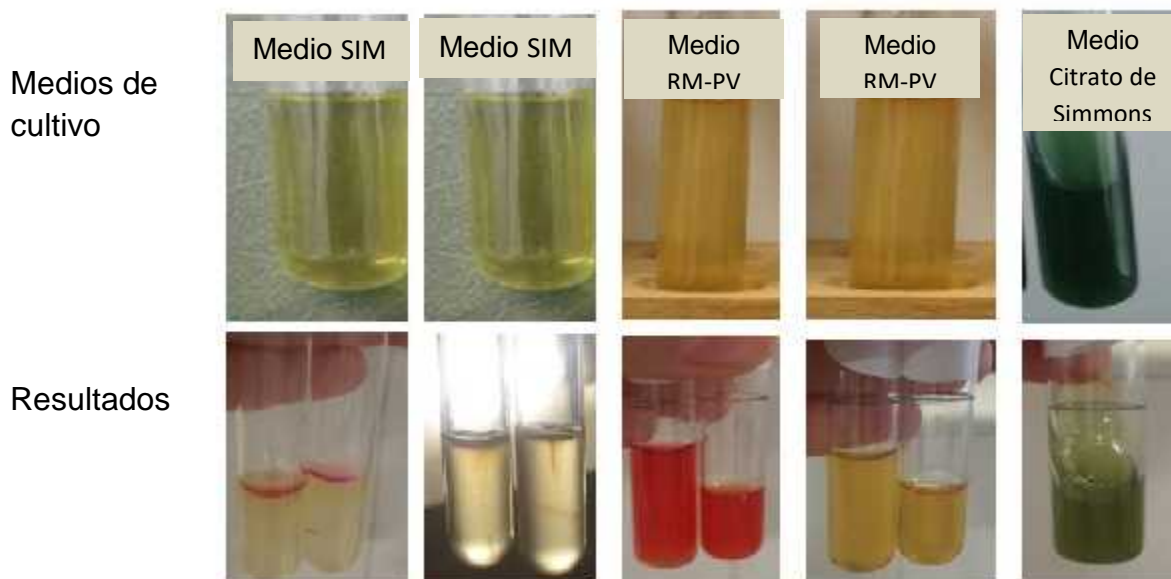 Medios de
cultivo
Medio SIM
Medio SIM
Medio
RM-PV
Medio
RM-PV
Medio
Citrato de
Simmons
Resultados